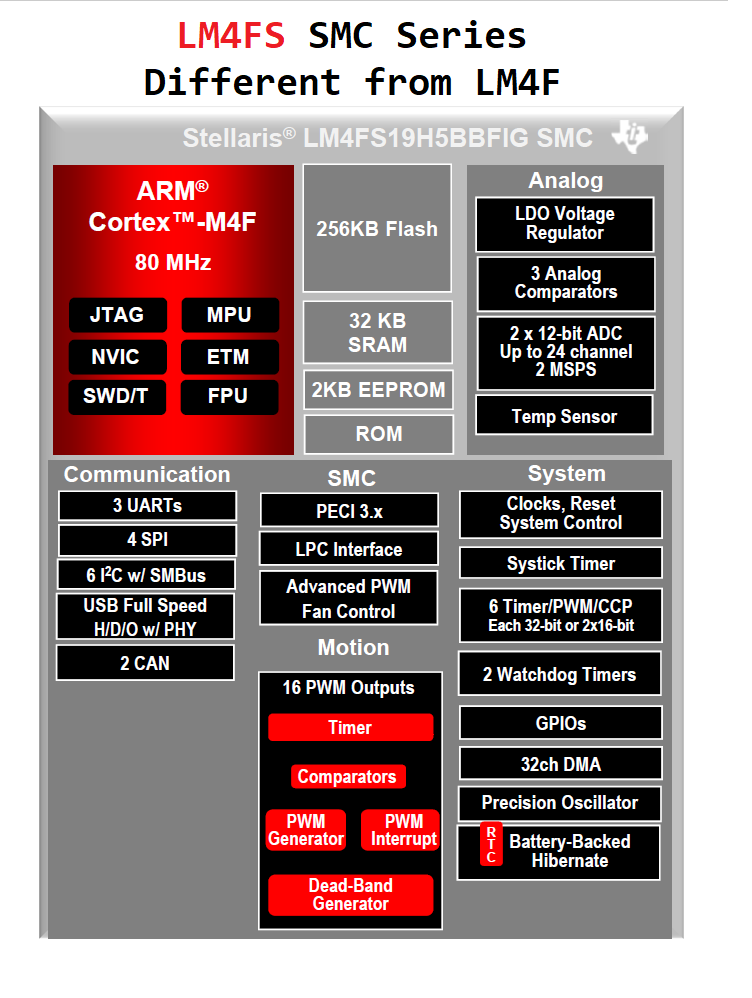 LM4FS SMC Series
Different from LM4F
Stellaris® LM4FS19H5BBFIG SMC
ARM®
Cortex™-M4F
80 MHz
JTAG
MPU
NVIC
ETM
SWD/T
FPU
256KB Flash
32 KB
SRAM
2KB EEPROM
ROM
Analog
LDO Voltage
Regulator
3 Analog
Comparators
2 x 12-bit ADC
Up to 24 channel
2 MSPS
Temp Sensor
Communication
3 UARTs
4 SPI
6 I²C w/ SMBus
USB Full Speed
H/D/O w/ PHY
2 CAN
SMC
PECI 3.x
LPC Interface
Advanced PWM
Fan Control
Motion
16 PWM Outputs
Timer
Comparators
PWM
Generator
PWM
Interrupt
Dead-Band
Generator
System
Clocks, Reset
System Control
Systick Timer
6 Timer/PWM/CCP
Each 32-bit or 2x16-bit
2 Watchdog Timers
GPIOs
32ch DMA
Precision Oscillator
RTC
Battery-Backed
Hibernate